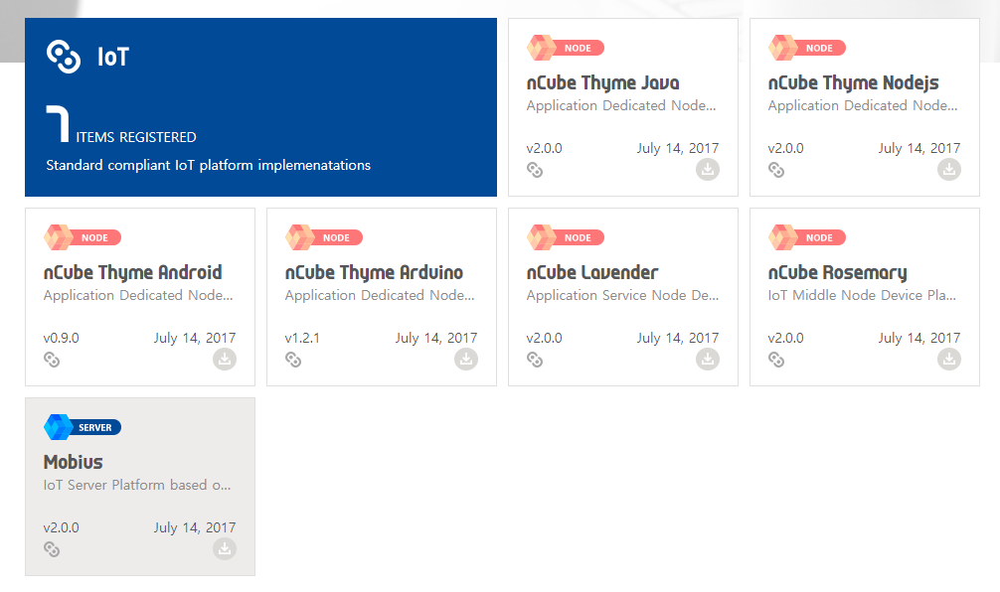 IoT
7 ITEMS REGISTERED
Standard compliant IoT platform implemenatations
NODE
nCube Thyme Java
Application Dedicated Node...
v2.0.0 July 14, 2017
NODE
nCube Thyme Nodejs
Application Dedicated Node...
v2.0.0 July 14, 2017
NODE
nCube Thyme Android
Application Dedicated Node...
v0.9.0 July 14, 2017
NODE
nCube Thyme Arduino
Application Dedicated Node...
v1.2.1 July 14, 2017
NODE
nCube Lavender
Application Service Node De...
v2.0.0 July 14, 2017
NODE
nCube Rosemary
IoT Middle Node Device Pla...
v2.0.0 July 14, 2017
SERVER
Mobius
IoT Server Platform based o...
v2.0.0 July 14, 2017